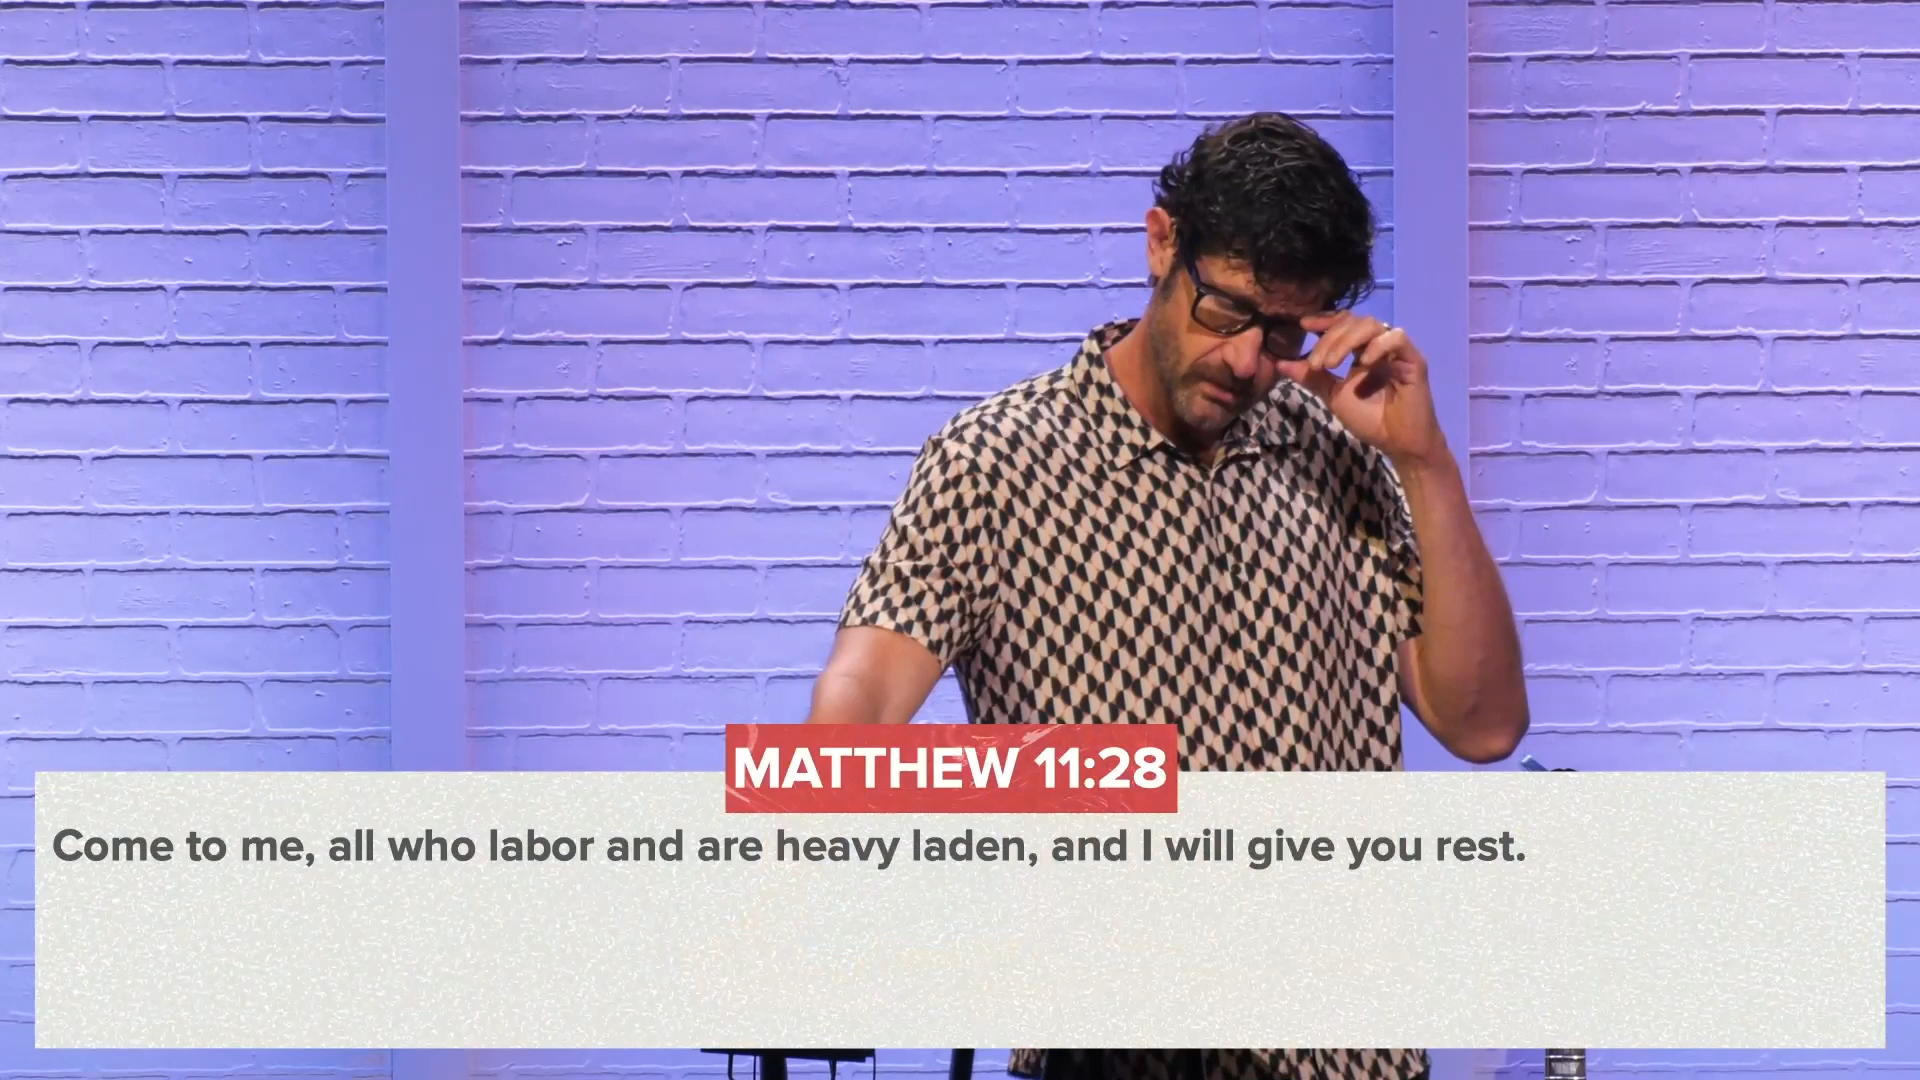 MATTHEW 11:28
Come to me, all who labor and are heavy laden, and I will give you rest.